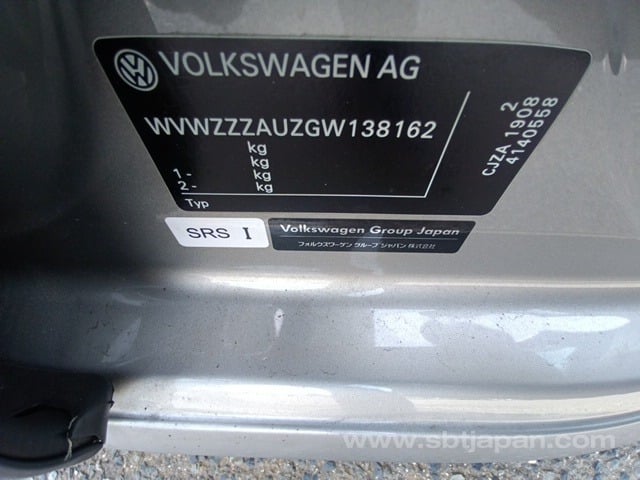 VOLKSWAGEN AG
WVWZZZAUZGW138162
kg
kg
1 - kg
2 - kg
Typ
2
CJZA 1908
4140558
SRS I
Volkswagen Group Japan
フォルクスワーゲン グループ ジャパン 株式会社
www.sbtjapan.com